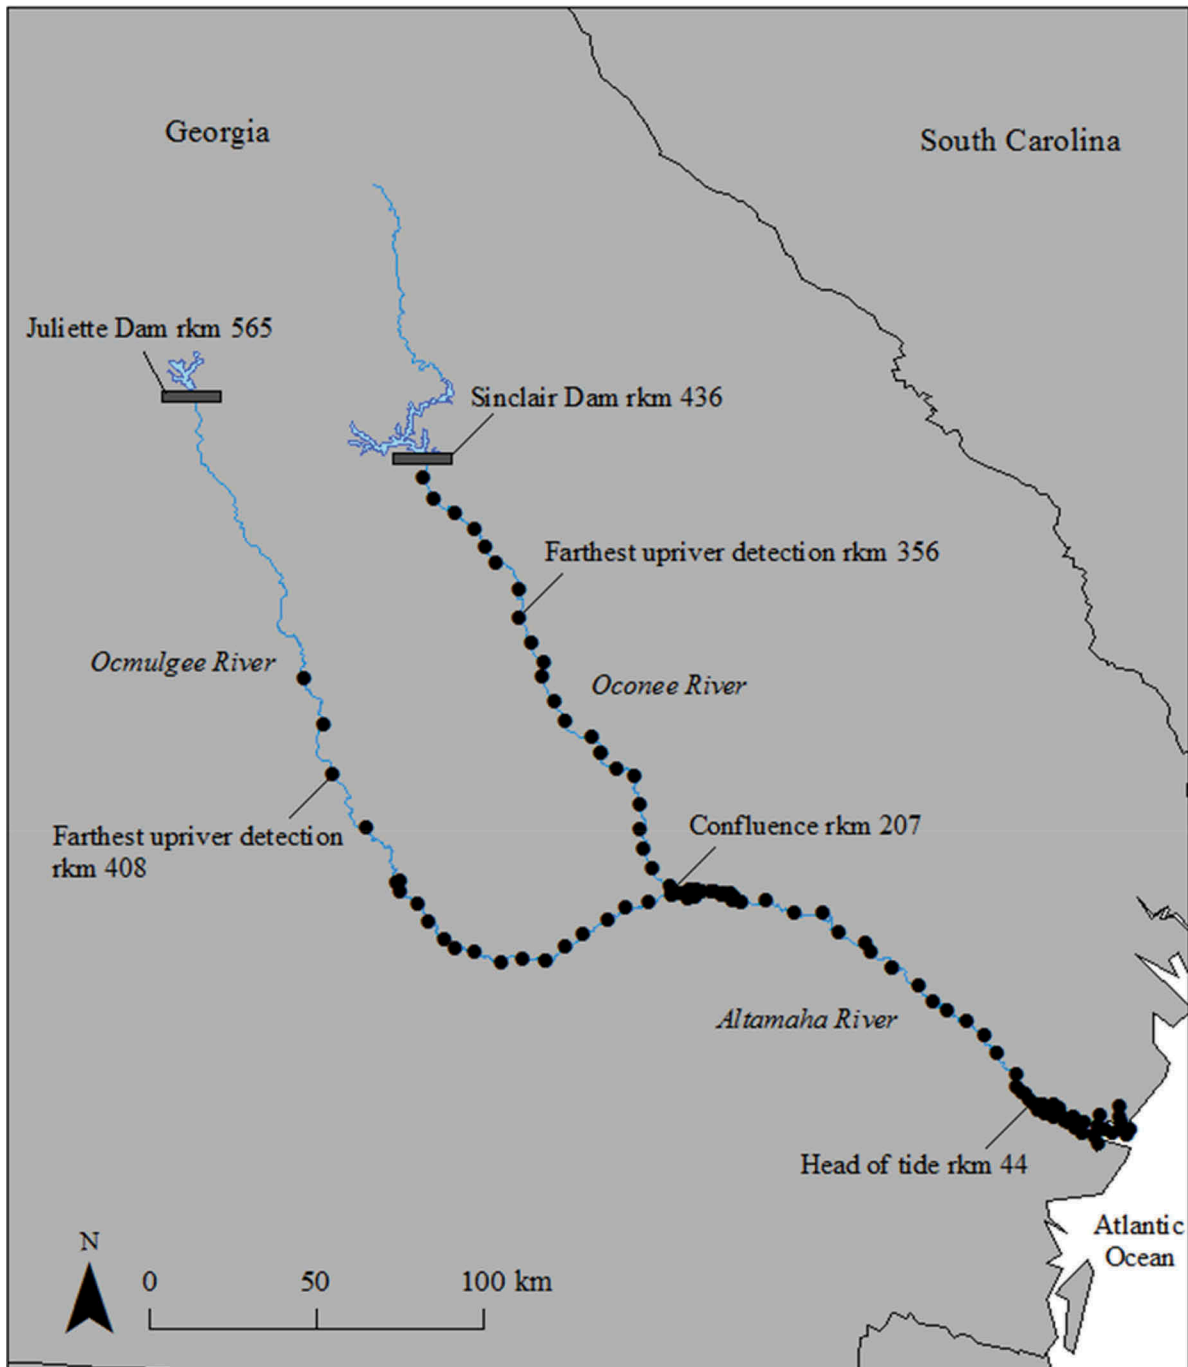 Georgia
South Carolina
Juliette Dam rkm 565
Sinclair Dam rkm 436
Farthest upriver detection rkm 356
Ocmulgee River
Oconee River
Farthest upriver detection
rkm 408
Confluence rkm 207
Altamaha River
Head of tide rkm 44
Atlantic
Ocean
N
0 50 100 km